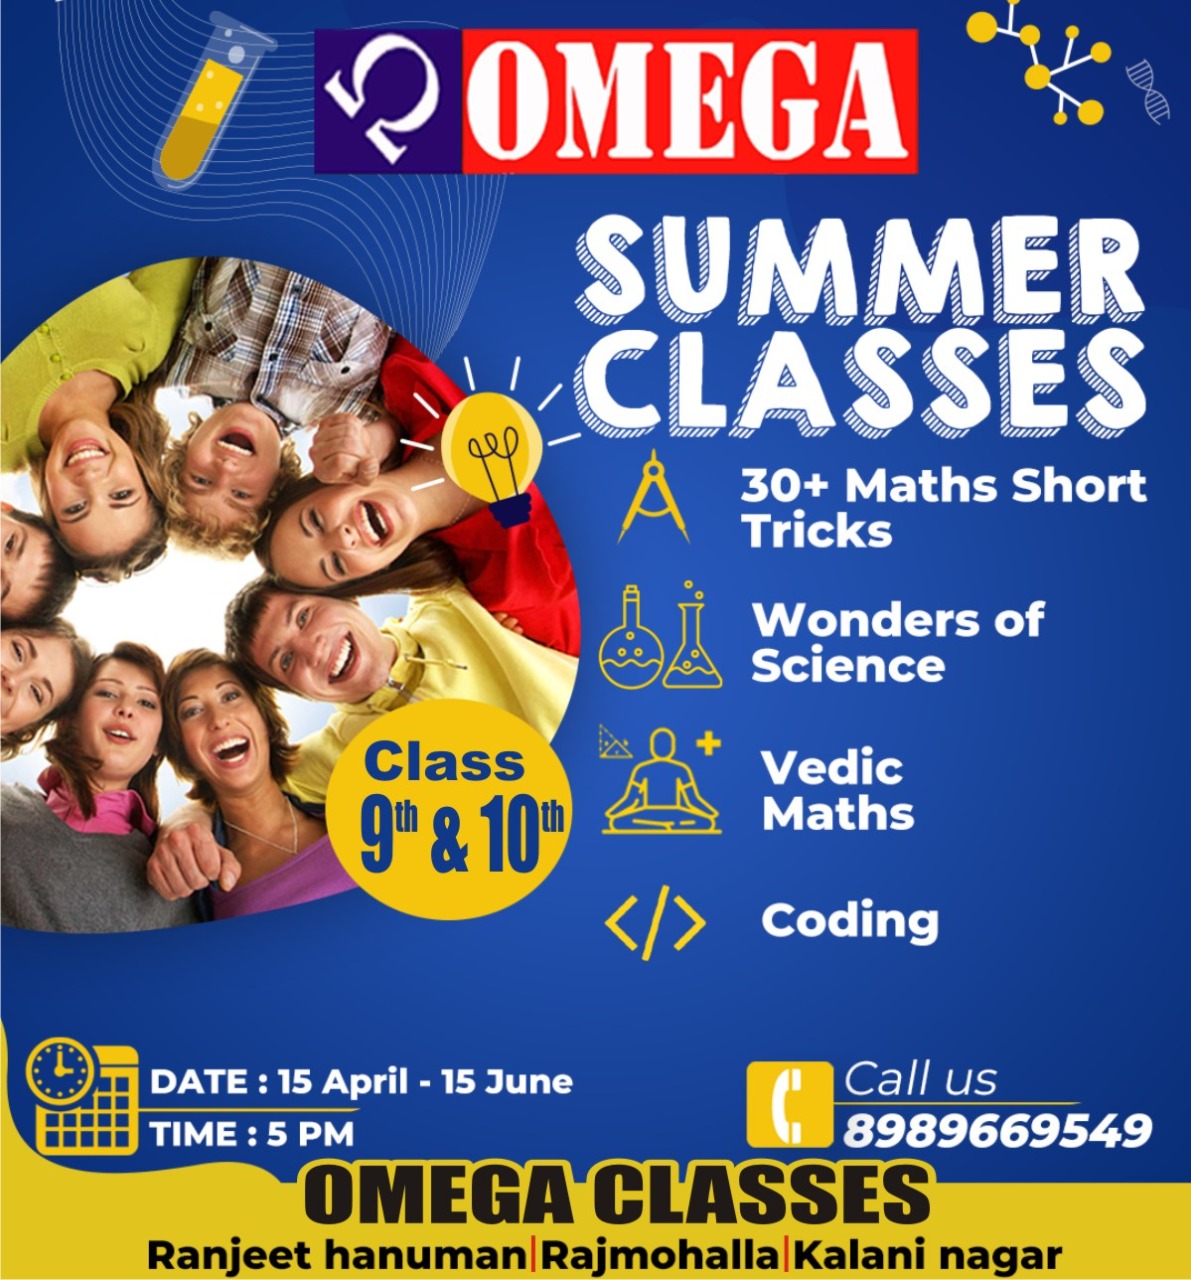 OMEGA
SUMMER
CLASSES
30+ Maths Short
Tricks
Wonders of
Science
Vedic
Maths
Coding
Class
9th & 10th
DATE : 15 April - 15 June
TIME : 5 PM
Call us
8989669549
OMEGA CLASSES
Ranjeet hanuman|Rajmohalla|Kalani nagar